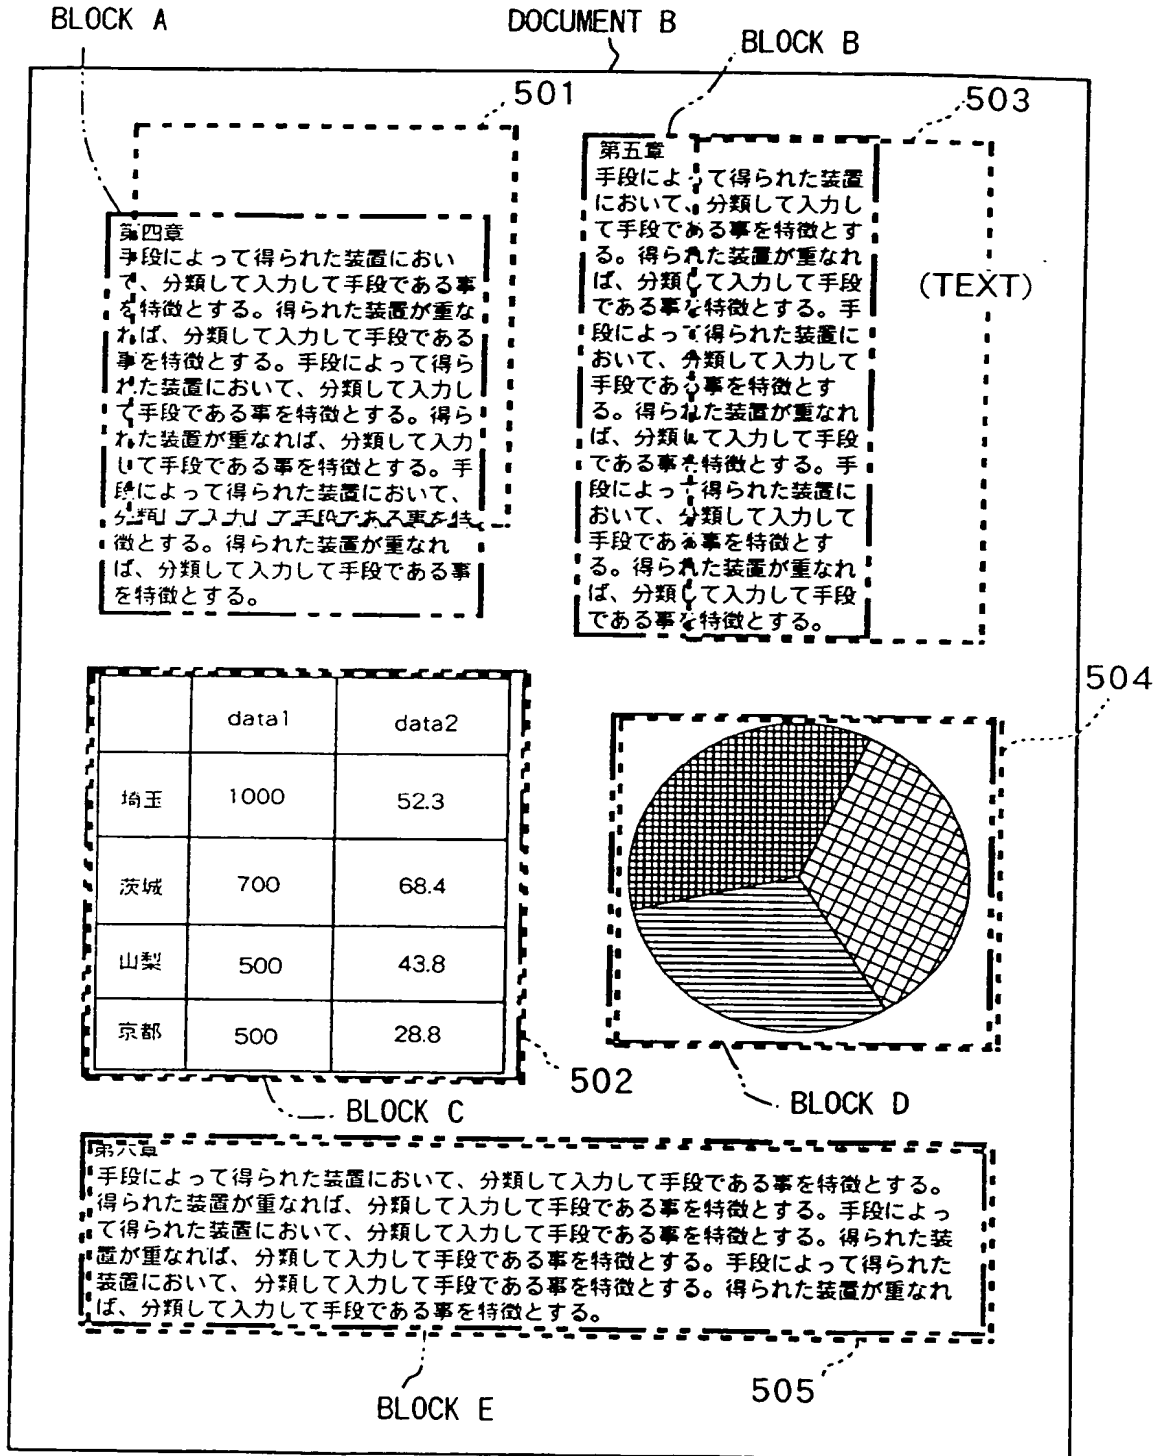 BLOCK A
DOCUMENT B
BLOCK B
501
503
第四章
手段によって得られた装置におい
て、分類して入力して手段である事
を特徴とする。得られた装置が重な
れば、分類して入力して手段である
事を特徴とする。手段によって得ら
れた装置において、分類して入力し
て手段である事を特徴とする。得ら
れた装置が重なれば、分類して入力
して手段である事を特徴とする。手
段によって得られた装置において、
分類して入力して手段である事を特
徴とする。得られた装置が重なれ
ば、分類して入力して手段である事
を特徴とする。
第五章
手段によって得られた装置
において、分類して入力し
て手段である事を特徴とす
る。得られた装置が重なれ
ば、分類して入力して手段
である事を特徴とする。手
段によって得られた装置に
おいて、分類して入力して
手段である事を特徴とす
る。得られた装置が重なれ
ば、分類して入力して手段
である事を特徴とする。手
段によって得られた装置に
おいて、分類して入力して
手段である事を特徴とす
る。得られた装置が重なれ
ば、分類して入力して手段
である事を特徴とする。
(TEXT)
504
data1 data2
埼玉 1000 52.3
茨城 700 68.4
山梨 500 43.8
京都 500 28.8
502
BLOCK C
BLOCK D
第六章
手段によって得られた装置において、分類して入力して手段である事を特徴とする。
得られた装置が重なれば、分類して入力して手段である事を特徴とする。手段によっ
て得られた装置において、分類して入力して手段である事を特徴とする。得られた装
置が重なれば、分類して入力して手段である事を特徴とする。手段によって得られた
装置において、分類して入力して手段である事を特徴とする。得られた装置が重なれ
ば、分類して入力して手段である事を特徴とする。
505
BLOCK E